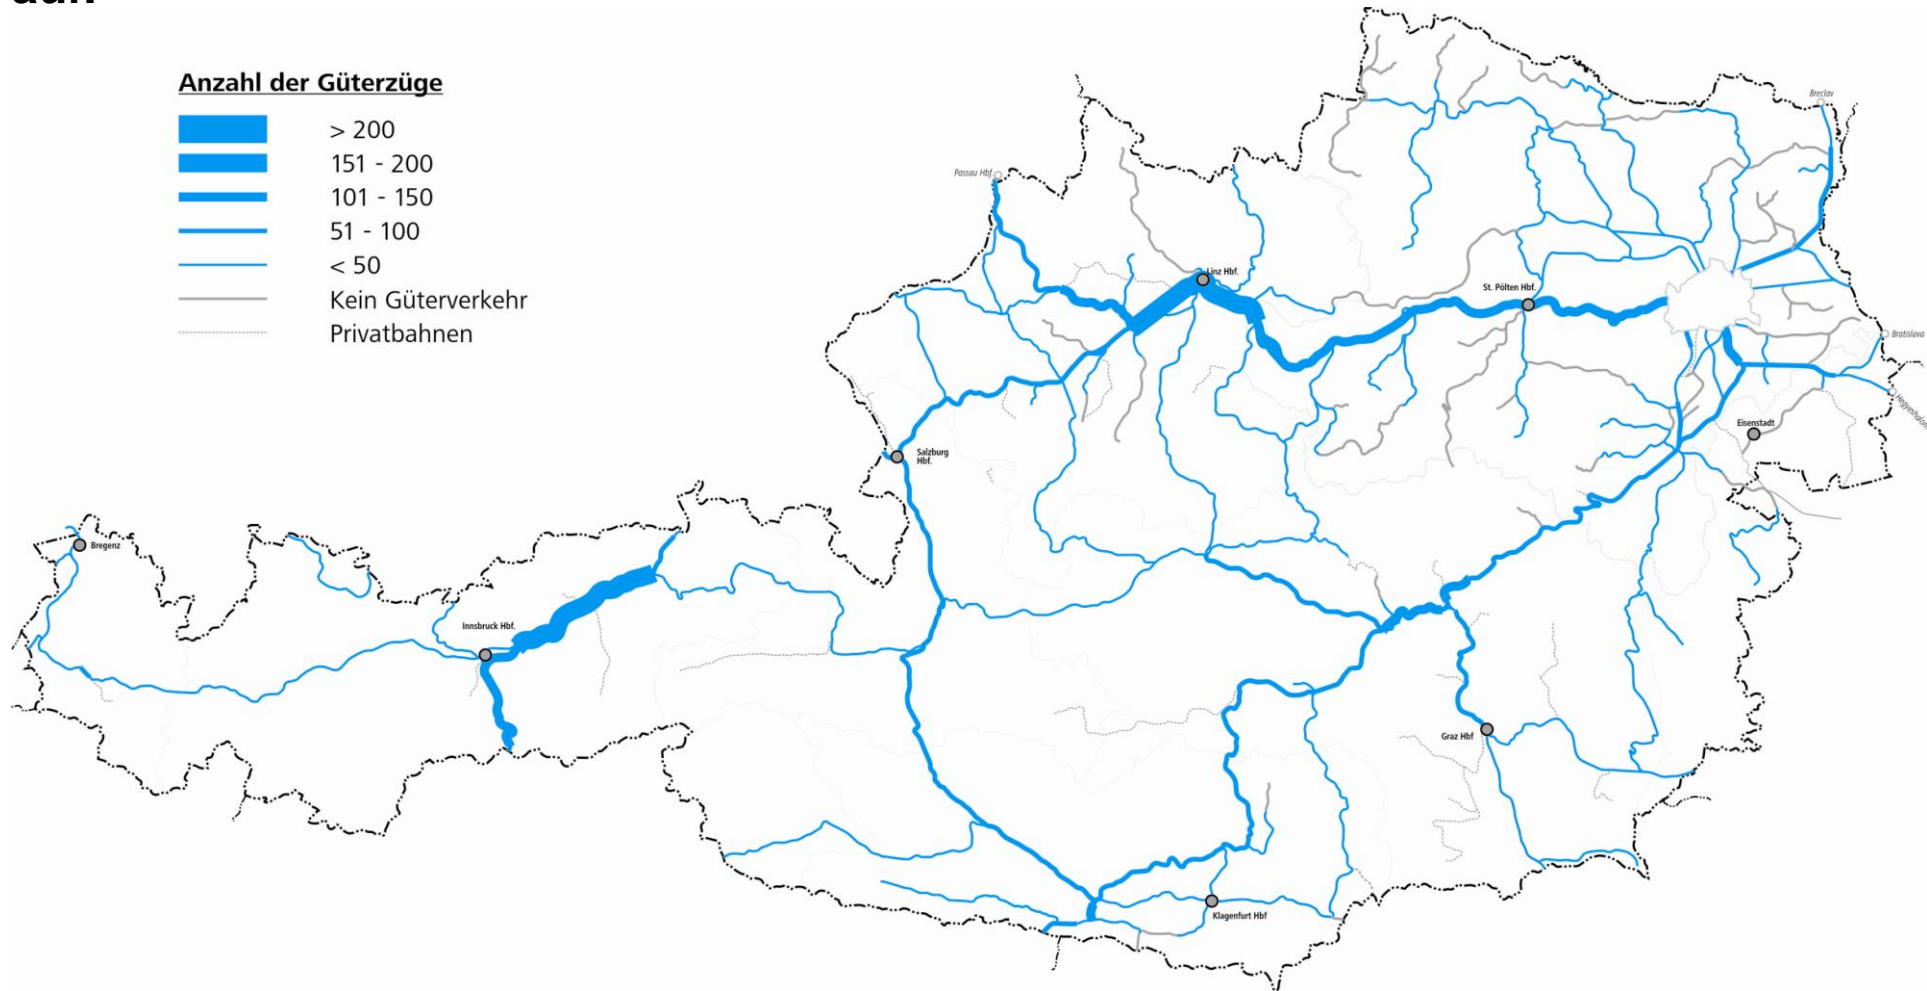 Anzahl der Güterzüge
> 200
151 - 200
101 - 150
51 - 100
< 50
Kein Güterverkehr
Privatbahnen
Breclav
Passau Hbf.
Linz Hbf.
St. Pölten Hbf.
Bratislava
Hegyeshalom
Eisenstadt
Salzburg
Hbf.
Bregenz
Innsbruck Hbf.
Graz Hbf
Klagenfurt Hbf